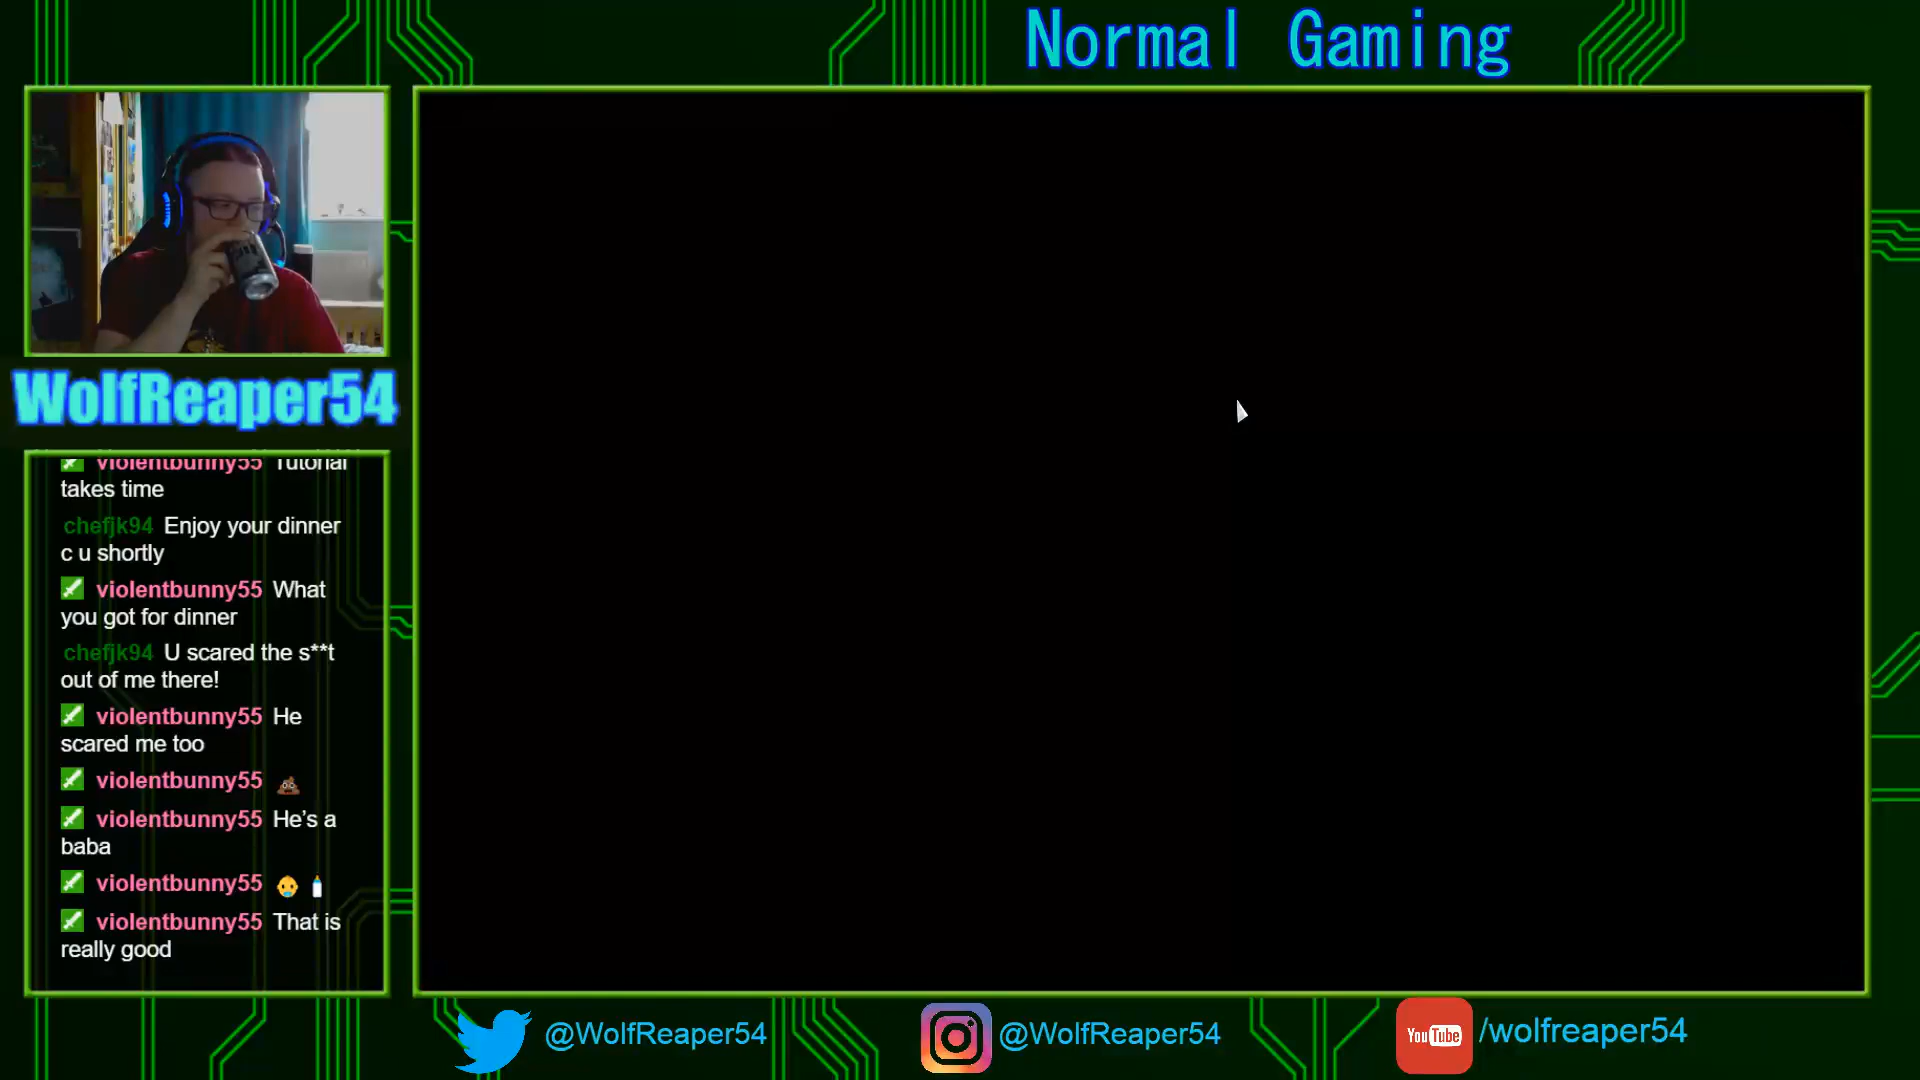 Normal Gaming
WolfReaper54
violentbunny55 Tutorial
takes time
chefjk94 Enjoy your dinner
c u shortly
violentbunny55 What
you got for dinner
chefjk94 U scared the s**t
out of me there!
violentbunny55 He
scared me too
violentbunny55 💩
violentbunny55 He’s a
baba
violentbunny55 👶 🍼
violentbunny55 That is
really good
@WolfReaper54
@WolfReaper54
YouTube /wolfreaper54